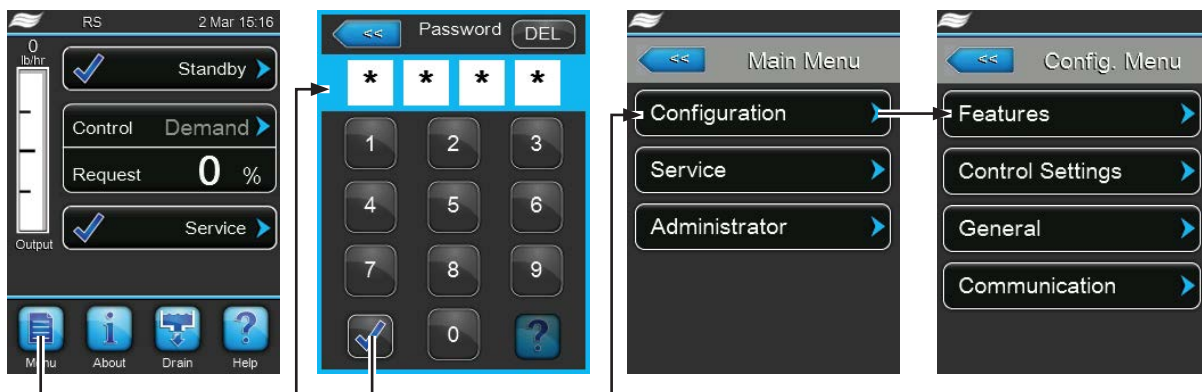 RS 2 Mar 15:16
0
lb/hr
Standby
Control Demand
Request 0 %
Output
Service
Menu About Drain Help
<< Password DEL
* * * *
1 2 3
4 5 6
7 8 9
0 ?
<< Main Menu
Configuration
Service
Administrator
<< Config. Menu
Features
Control Settings
General
Communication